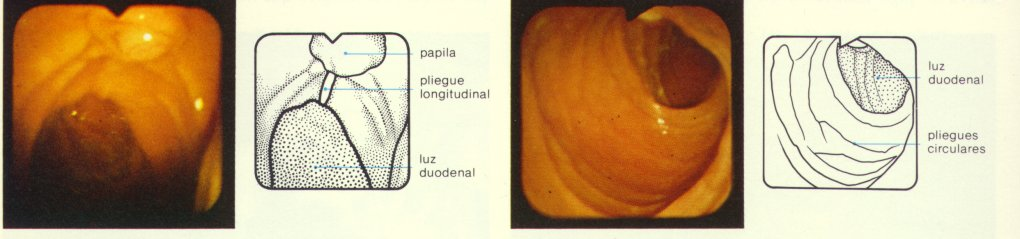 papila
pliegue
longitudinal
luz
duodenal
luz
duodenal
pliegues
circulares